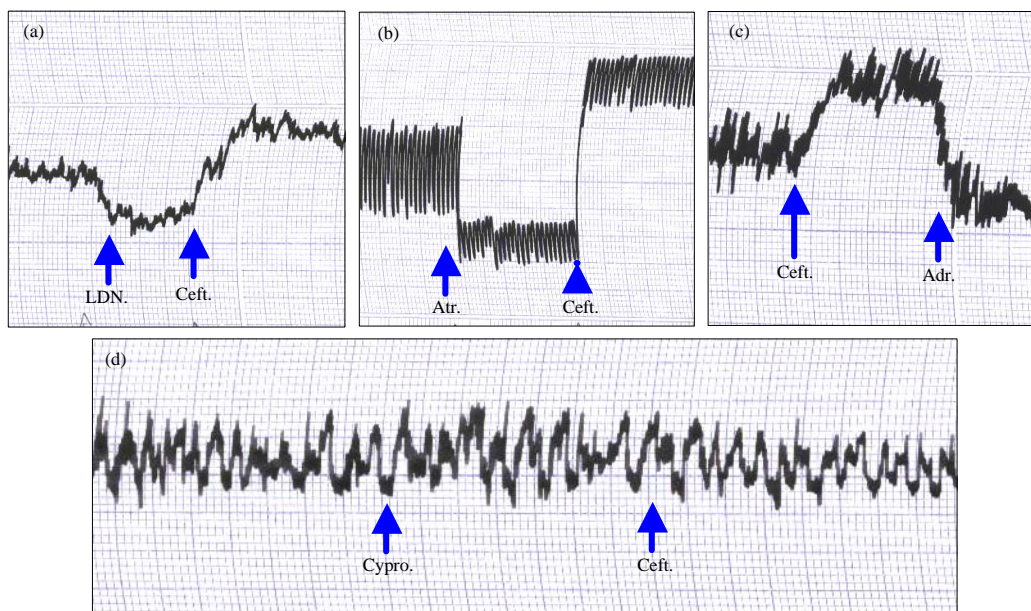 (a)
LDN.
Ceft.
(b)
Atr.
Ceft.
(c)
Ceft.
Adr.
(d)
Cypro.
Ceft.